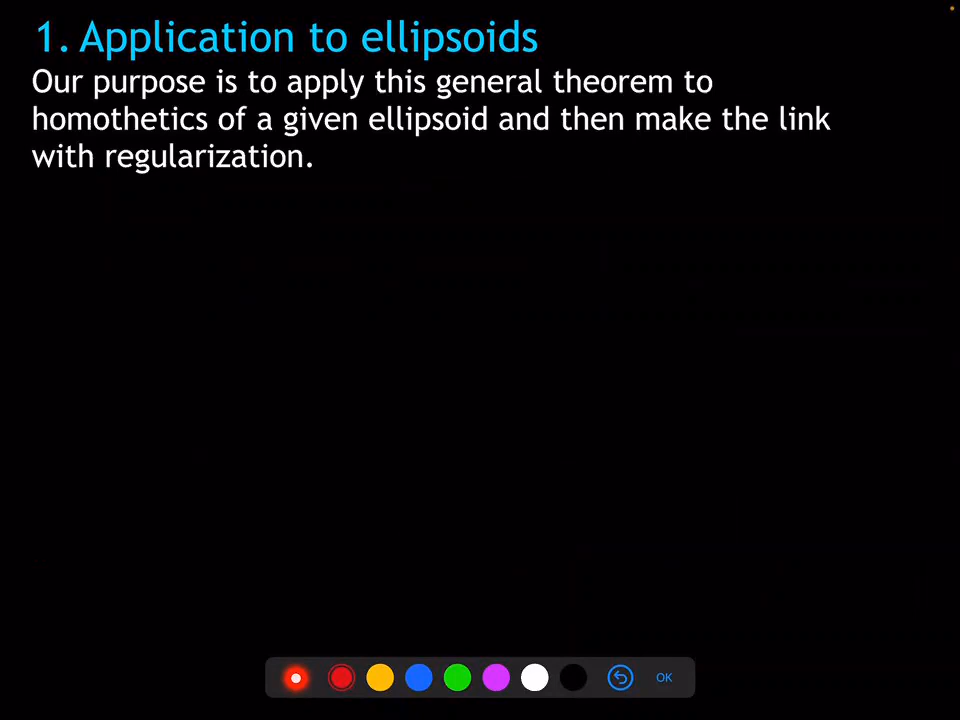 1. Application to ellipsoids
Our purpose is to apply this general theorem to
homothetics of a given ellipsoid and then make the link
with regularization.
OK